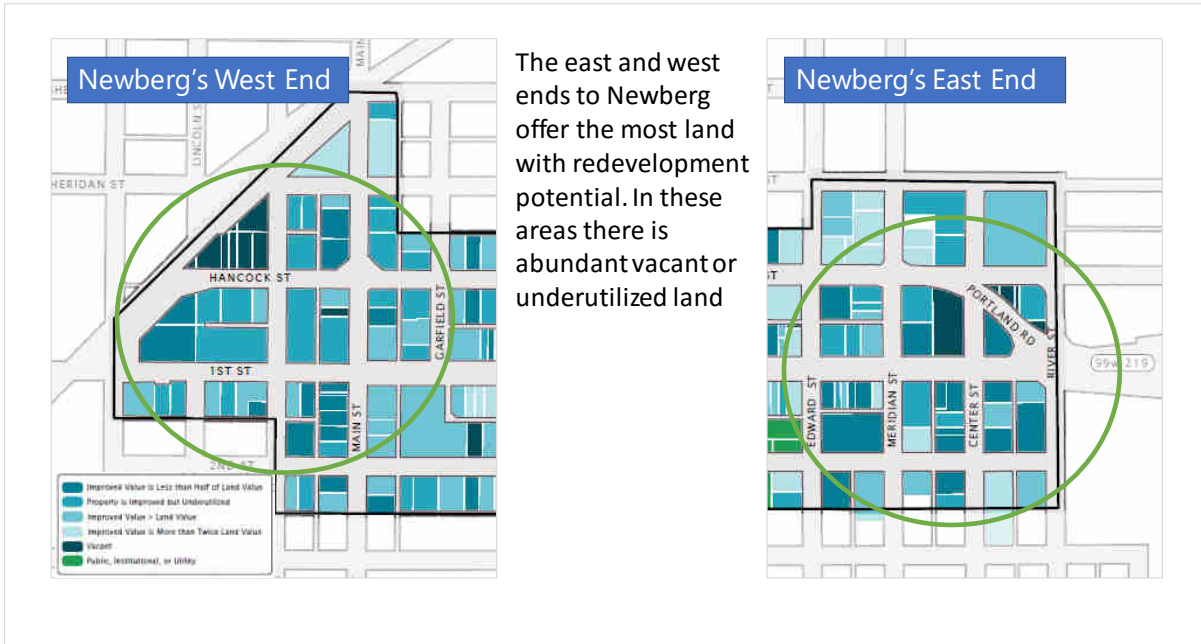 Newberg's West End
MAIN
LINCOLN S
HERIDAN ST
HANCOCK ST
GARFIELD ST
1ST ST
MAIN ST
2ND ST
Improved Value is Less than Half of Land Value
Property is Improved but Underutilized
Improved Value > Land Value
Improved Value is More than Twice Land Value
Vacant
Public, Institutional, or Utility
The east and west
ends to Newberg
offer the most land
with redevelopment
potential. In these
areas there is
abundant vacant or
underutilized land
Newberg's East End
ST
ST
PORTLAND RD
RIVER ST
99w 219
EDWARD ST
MERIDIAN ST
CENTER ST